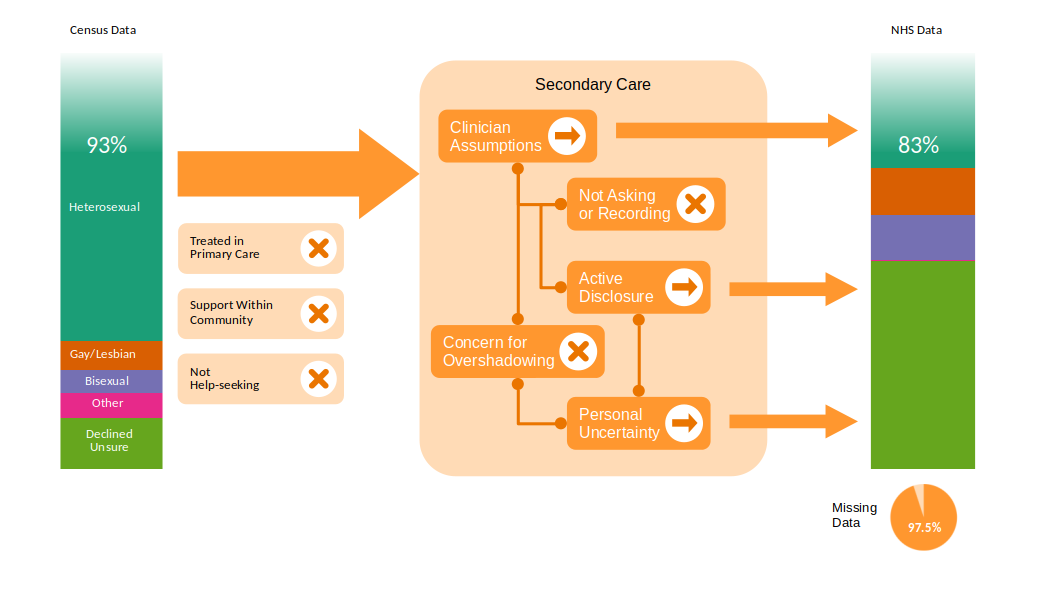 Census Data
93%
Heterosexual
Gay/Lesbian
Bisexual
Other
Declined
Unsure
Treated in
Primary Care
Support Within
Community
Not
Help-seeking
Secondary Care
Clinician
Assumptions
Not Asking
or Recording
Active
Disclosure
Concern for
Overshadowing
Personal
Uncertainty
NHS Data
83%
Missing
Data
97.5%